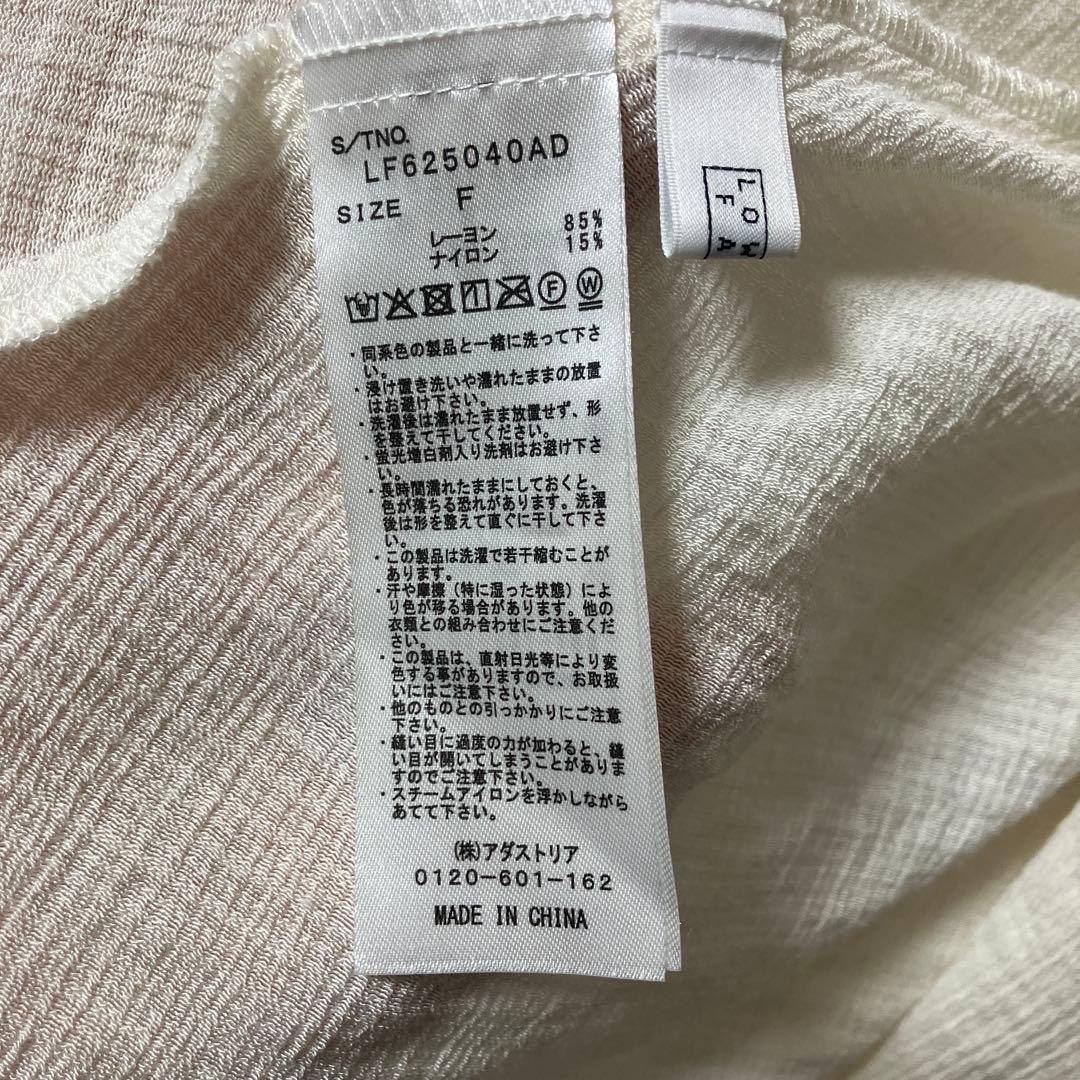 S/TNO.
LF625040AD
SIZE F
レーヨン 85%
ナイロン 15%
F W
・同系色の製品と一緒に洗って下さ
い。
・浸け置き洗いや濡れたままの放置
はお避け下さい。
・洗濯後は濡れたまま放置せず、形
を整えて干してください。
・蛍光増白剤入り洗剤はお避け下さ
い。
・長時間濡れたままにしておくと、
色が落ちる恐れがあります。洗濯
後は形を整えて直ぐに干して下さ
い。
・この製品は洗濯で若干縮むことが
あります。
・汗や摩擦（特に湿った状態）によ
り色が移る場合があります。他の
衣類との組み合わせにご注意くだ
さい。
・この製品は、直射日光等により変
色する事がありますので、お取扱
いにはご注意下さい。
・他のものとの引っかかりにご注意
下さい。
・縫い目に過度の力が加わると、縫
い目が開いてしまうことがありま
すのでご注意下さい。
・スチームアイロンを浮かしながら
あてて下さい。
(株)アダストリア
0120-601-162
MADE IN CHINA
LOW
FA